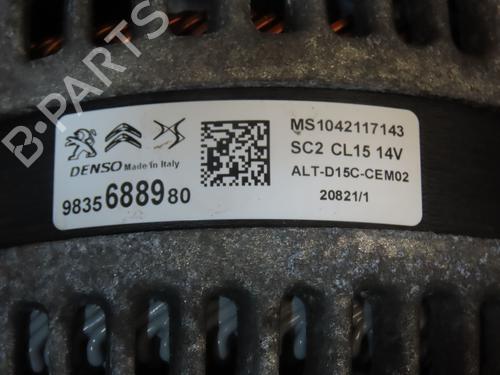 B-PARTS
DENSO Made in Italy
9835688980
MS1042117143
SC2 CL15 14V
ALT-D15C-CEM02
20821/1